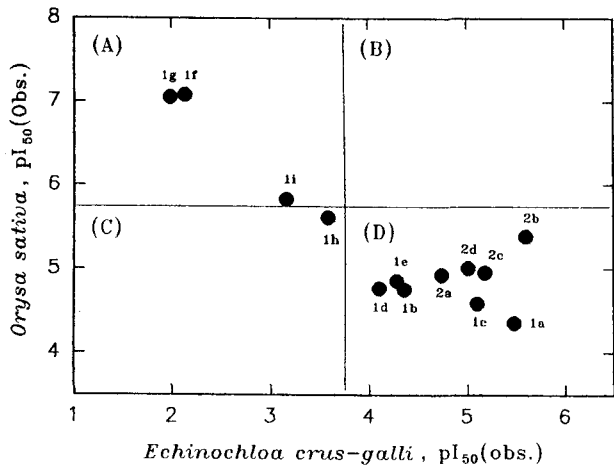 8
(A)
(B)
1g 1f
7
6
1i
(C)
1h
(D)
2b
5
1e
2d
2c
1d
1b
2a
1c
1a
4
1
2
3
4
5
6
Orysa sativa, pI50(Obs.)
Echinochloa crus-galli, pI50(obs.)